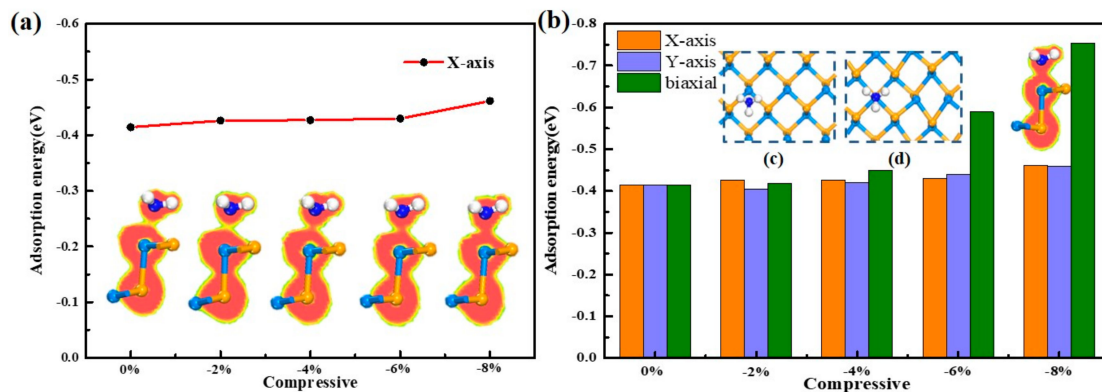 (a)
-0.6
-0.5
-0.4
-0.3
-0.2
-0.1
0.0
Adsorption energy(eV)
X-axis
0%
-2%
-4%
-6%
-8%
Compressive
(b)
-0.8
-0.7
-0.6
-0.5
-0.4
-0.3
-0.2
-0.1
0.0
Adsorption energy(eV)
X-axis
Y-axis
biaxial
(c)
(d)
0%
-2%
-4%
-6%
-8%
Compressive